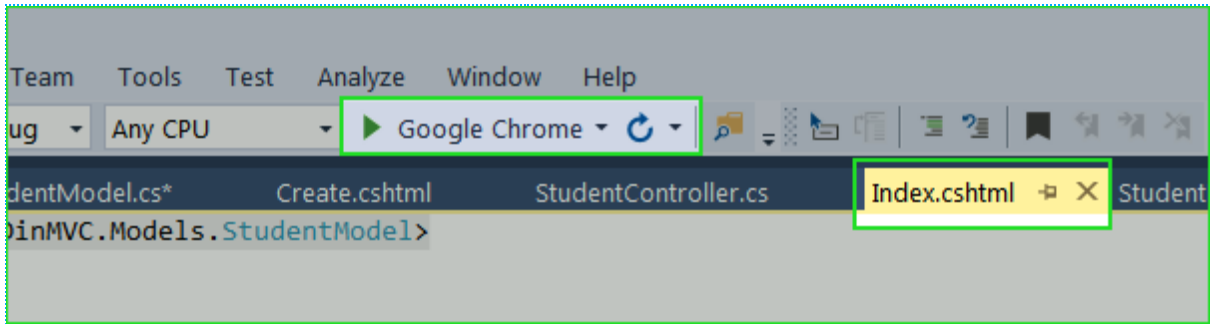 Team Tools Test Analyze Window Help
ug Any CPU Google Chrome
dentModel.cs* Create.cshtml StudentController.cs Index.cshtml Student
DinMVC.Models.StudentModel>